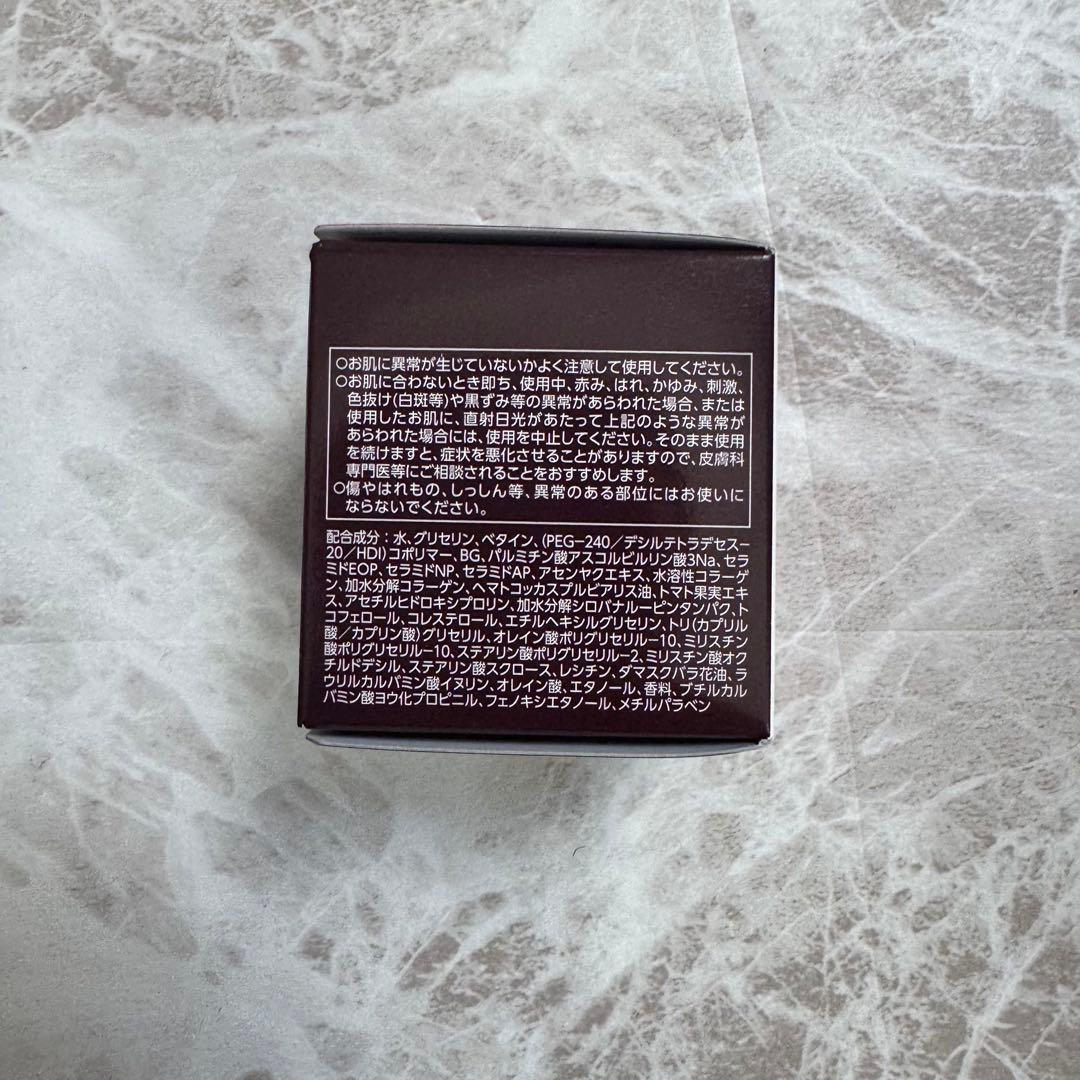 ○お肌に異常が生じていないかよく注意して使用してください。
○お肌に合わないとき即ち、使用中、赤み、はれ、かゆみ、刺激、
色抜け(白斑等)や黒ずみ等の異常があらわれた場合、または
使用したお肌に、直射日光があたって上記のような異常が
あらわれた場合には、使用を中止してください。そのまま使用
を続けますと、症状を悪化させることがありますので、皮膚科
専門医等にご相談されることをおすすめします。
○傷やはれもの、しっしん等、異常のある部位にはお使いに
ならないでください。
配合成分：水、グリセリン、ベタイン、(PEG-240／デシルテトラデセス-
20／HDI)コポリマー、BG、パルミチン酸アスコルビルリン酸3Na、セラ
ミドEOP、セラミドNP、セラミドAP、アセンヤクエキス、水溶性コラーゲ
ン、加水分解コラーゲン、ヘマトコッカスプルビアリス油、トマト果実エキ
ス、アセチルヒドロキシプロリン、加水分解シロバナルーピンタンパク、ト
コフェロール、コレステロール、エチルヘキシルグリセリン、トリ(カプリル
酸／カプリン酸)グリセリル、オレイン酸ポリグリセリル-10、ミリスチン
酸ポリグリセリル-10、ステアリン酸ポリグリセリル-2、ミリスチン酸オク
チルドデシル、ステアリン酸スクロース、レシチン、ダマスクバラ花油、ラ
ウリルカルバミン酸イヌリン、オレイン酸、エタノール、香料、ブチルカル
バミン酸ヨウ化プロピニル、フェノキシエタノール、メチルパラベン